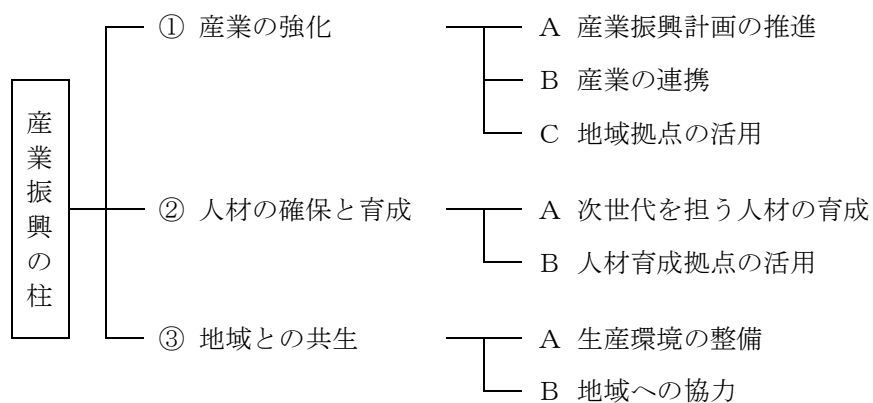 産業振興の柱
① 産業の強化
A 産業振興計画の推進
B 産業の連携
C 地域拠点の活用
② 人材の確保と育成
A 次世代を担う人材の育成
B 人材育成拠点の活用
③ 地域との共生
A 生産環境の整備
B 地域への協力